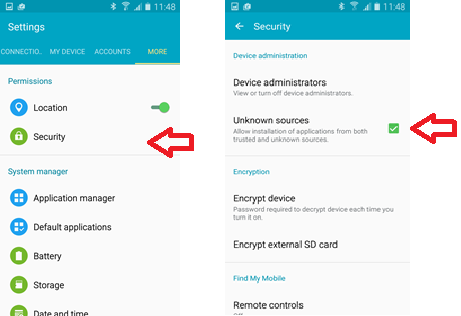 11:48
Settings
CONNECTIO.. MY DEVICE ACCOUNTS MORE
Permissions
Location
Security
System manager
Application manager
Default applications
Battery
Storage
Date and time
11:48
Security
Device administration
Device administrators
View or turn off device administrators.
Unknown sources
Allow installation of applications from both
trusted and unknown sources.
Encryption
Encrypt device
Password required to decrypt device each time you
turn it on.
Encrypt external SD card
Find My Mobile
Remote controls